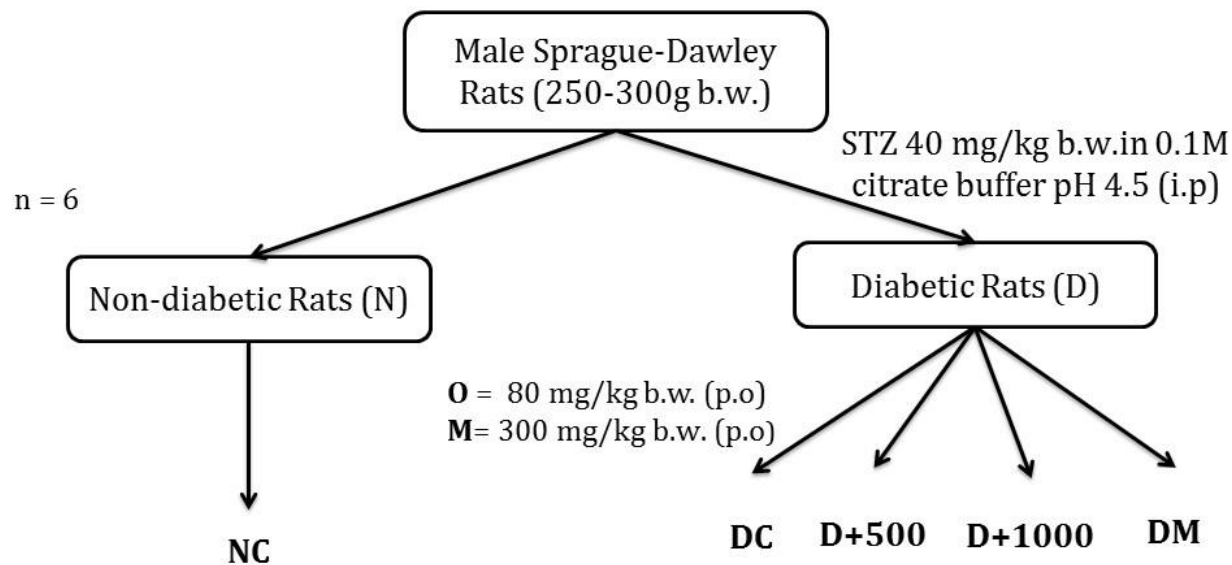 Male Sprague-Dawley
Rats (250-300g b.w.)
STZ 40 mg/kg b.w.in 0.1M
citrate buffer pH 4.5 (i.p)
n = 6
Non-diabetic Rats (N)
Diabetic Rats (D)
O = 80 mg/kg b.w. (p.o)
M= 300 mg/kg b.w. (p.o)
NC
DC D+500 D+1000 DM